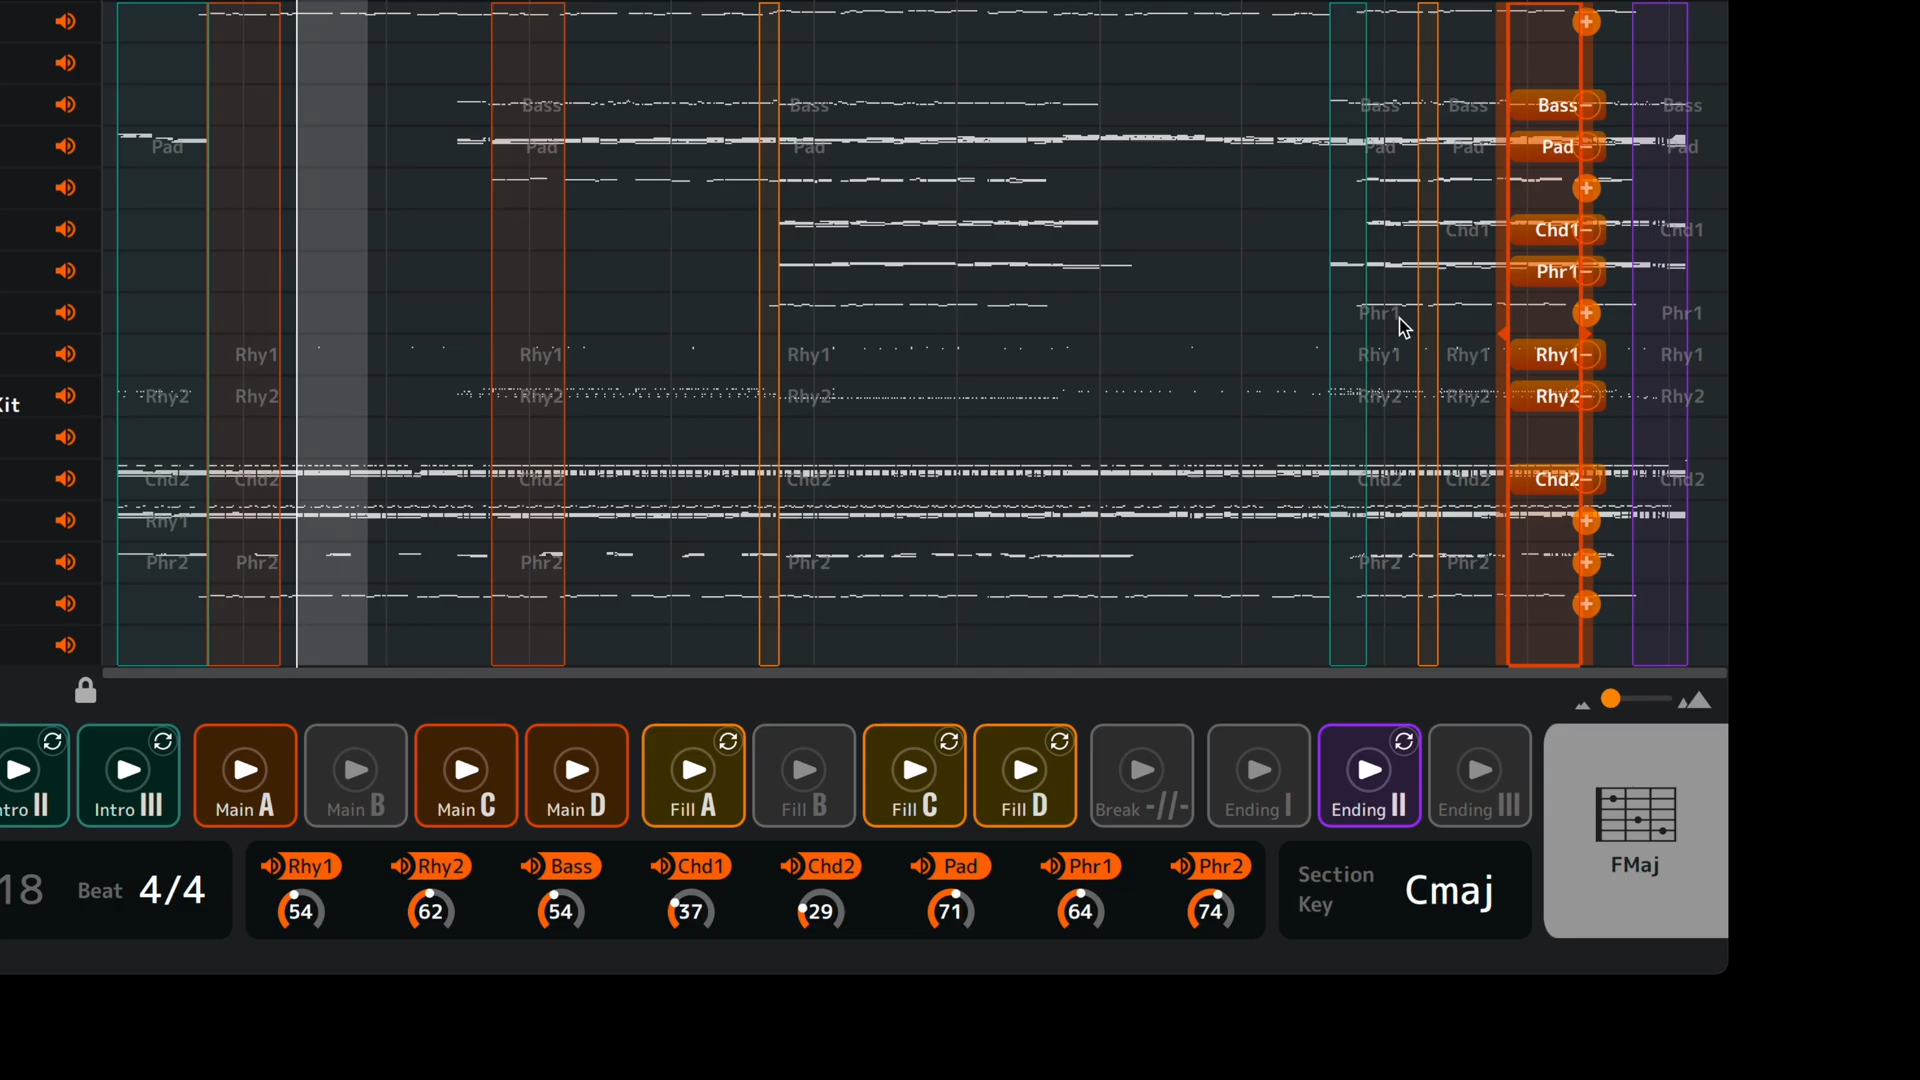 Bass Bass Bass Bass Bass Bass
Pad Pad Pad Pad Pad Pad Pad
Chd1 Chd1 Chd1
Phr1
Phr1 Phr1
Rhy1 Rhy1 Rhy1 Rhy1 Rhy1 Rhy1 Rhy1
Rhy2 Rhy2 Rhy2 Rhy2 Rhy2 Rhy2 Rhy2 Rhy2
Kit
Chd2 Chd2 Chd2 Chd2 Chd2 Chd2 Chd2 Chd2
Rhy1
Phr2 Phr2 Phr2 Phr2 Phr2 Phr2
ntro II Intro III Main A Main B Main C Main D Fill A Fill B Fill C Fill D Break -//- Ending I Ending II Ending III
FMaj
18 Beat 4/4
Rhy1 Rhy2 Bass Chd1 Chd2 Pad Phr1 Phr2
54 62 54 37 29 71 64 74
Section
Key
Cmaj